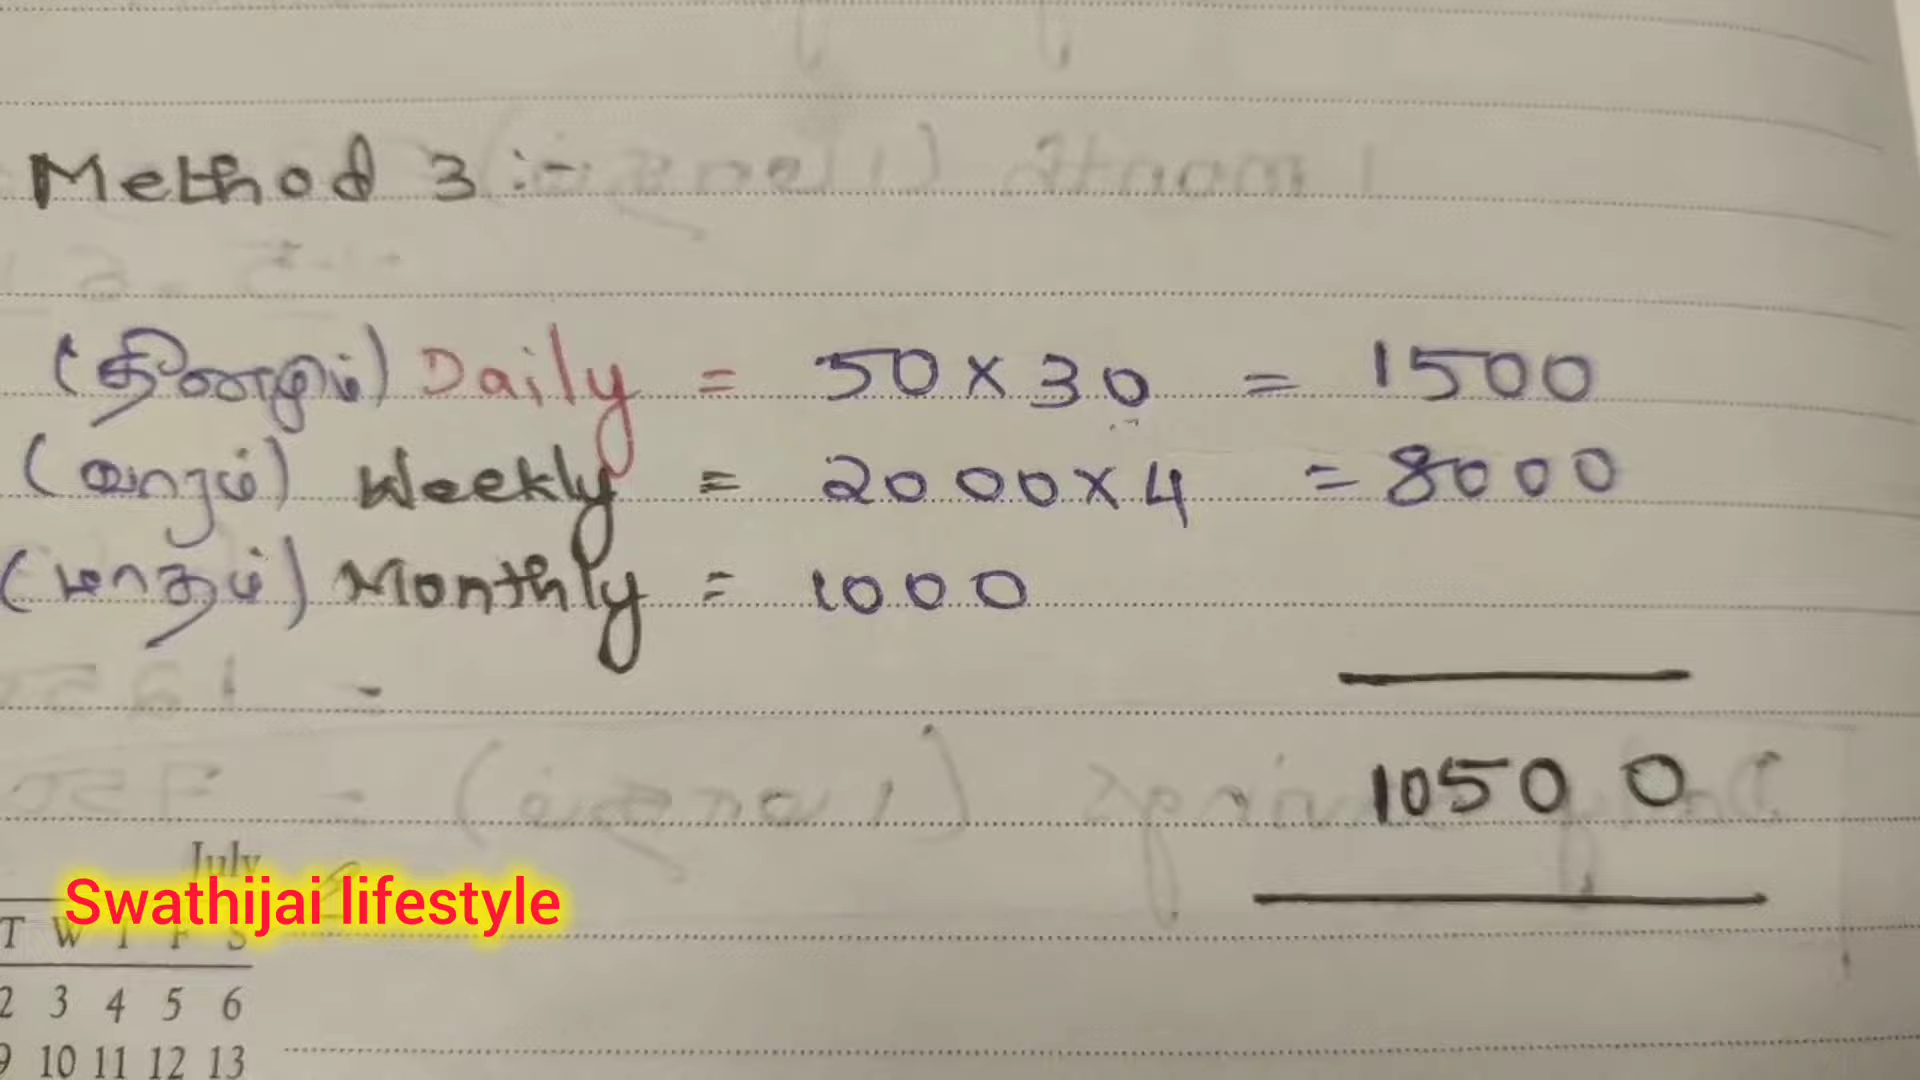 Method 3 :-
(தினமும்) Daily = 50 x 30 = 1500
(வாரம்) Weekly = 2000 x 4 = 8000
(மாதம்) Monthly = 1000
10500
July
Swathijai lifestyle
T W T F S
2 3 4 5 6
9 10 11 12 13